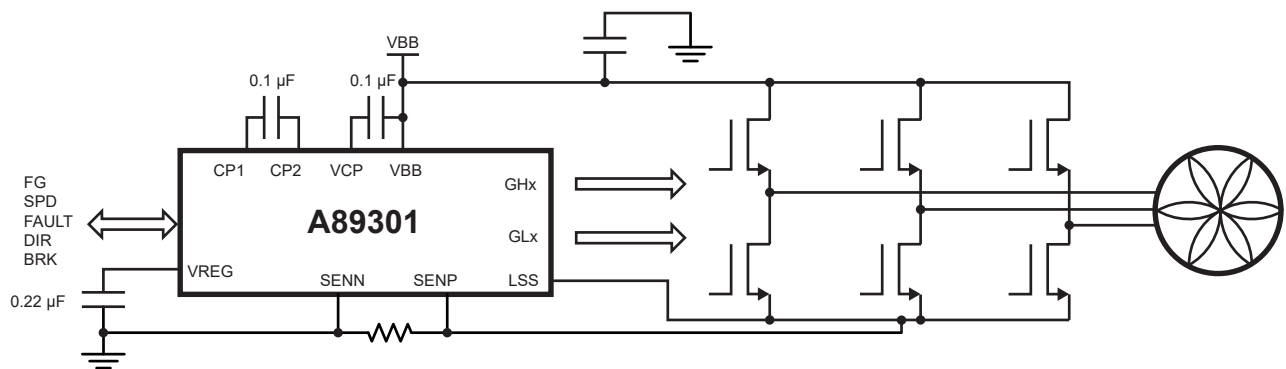 VBB
0.1 µF
0.1 µF
CP1
CP2
VCP
VBB
GHx
FG
SPD
FAULT
DIR
BRK
A89301
GLx
VREG
SENN
SENP
LSS
0.22 µF